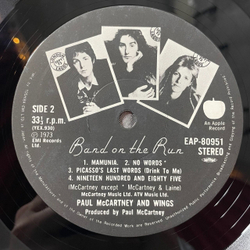 SIDE 2
33⅓ r.p.m.
(YEX.930)
℗ 1973
EMI Records
Ltd.
An Apple
Record
EAP-80951
STEREO
Band on the Run
1. MAMUNIA. 2. NO WORDS*
3. PICASSO'S LAST WORDS (Drink To Me)
4. NINETEEN HUNDRED AND EIGHTY FIVE
(McCartney except * McCartney & Laine)
McCartney Music Ltd. ATV Music Ltd.
PAUL McCARTNEY AND WINGS
Produced by Paul McCartney